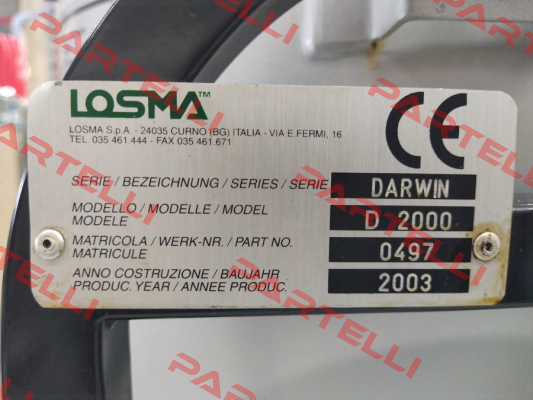 LOSMA™
LOSMA S.p.A. - 24035 CURNO (BG) ITALIA - VIA E.FERMI, 16
TEL. 035 461.444 - FAX 035 461.671
CE
SERIE / BEZEICHNUNG / SERIES / SERIE DARWIN
MODELLO / MODELLE / MODEL
MODELE D 2000
MATRICOLA / WERK-NR. / PART NO.
MATRICULE 0497
ANNO COSTRUZIONE / BAUJAHR
PRODUC. YEAR / ANNEE PRODUC. 2003
PARTELLI
PARTELLI
PARTELLI
PARTELLI
PARTELLI
PARTELLI
PARTELLI